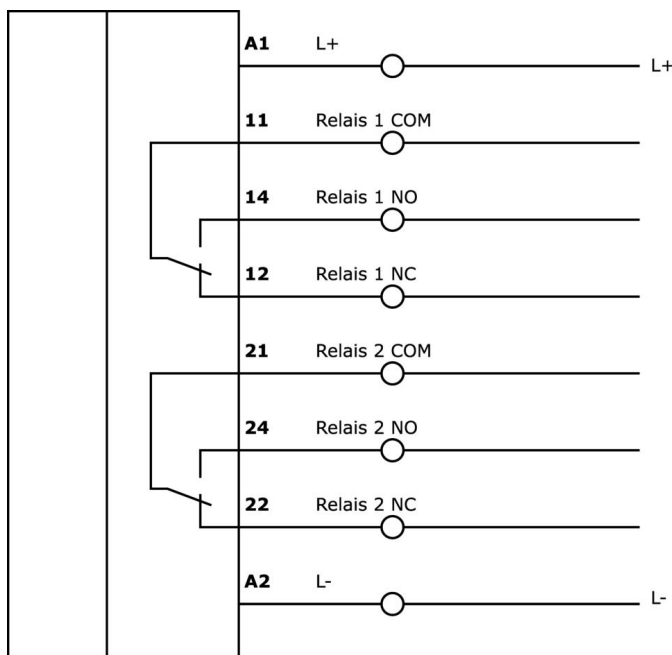 A1 L+
L+
11 Relais 1 COM
14 Relais 1 NO
12 Relais 1 NC
21 Relais 2 COM
24 Relais 2 NO
22 Relais 2 NC
A2 L-
L-